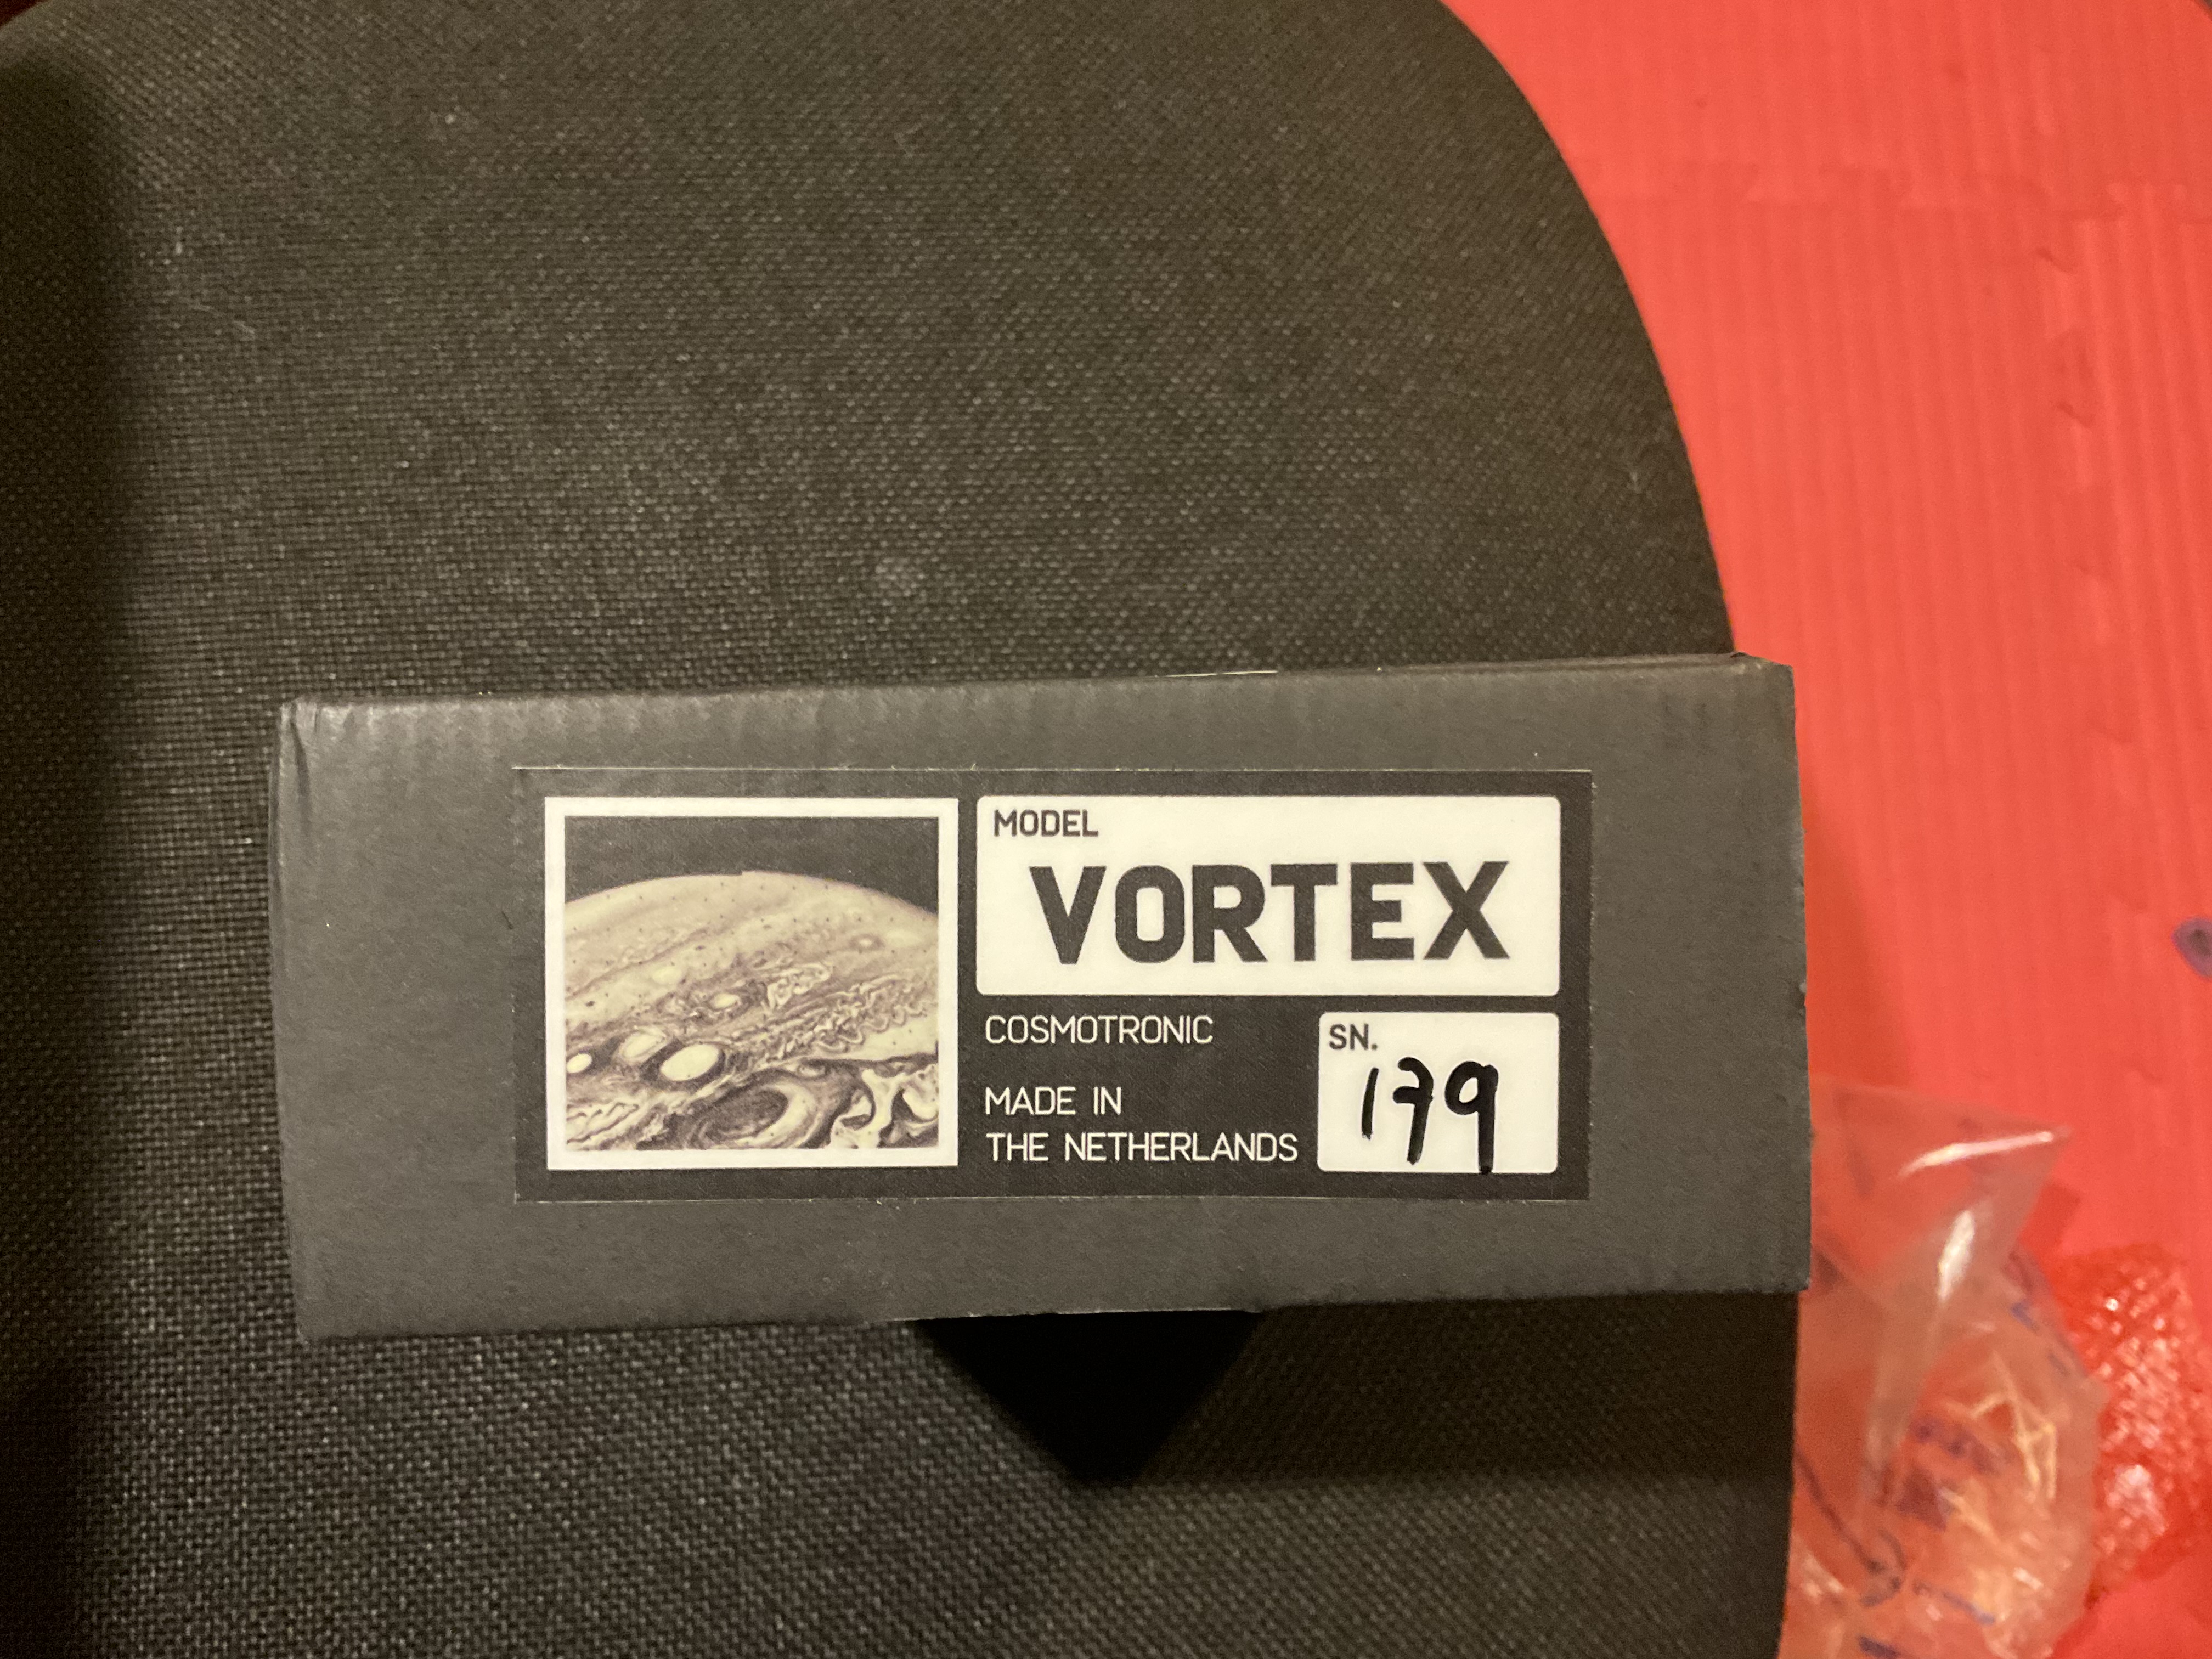 MODEL
VORTEX
COSMOTRONIC
SN.
179
MADE IN
THE NETHERLANDS